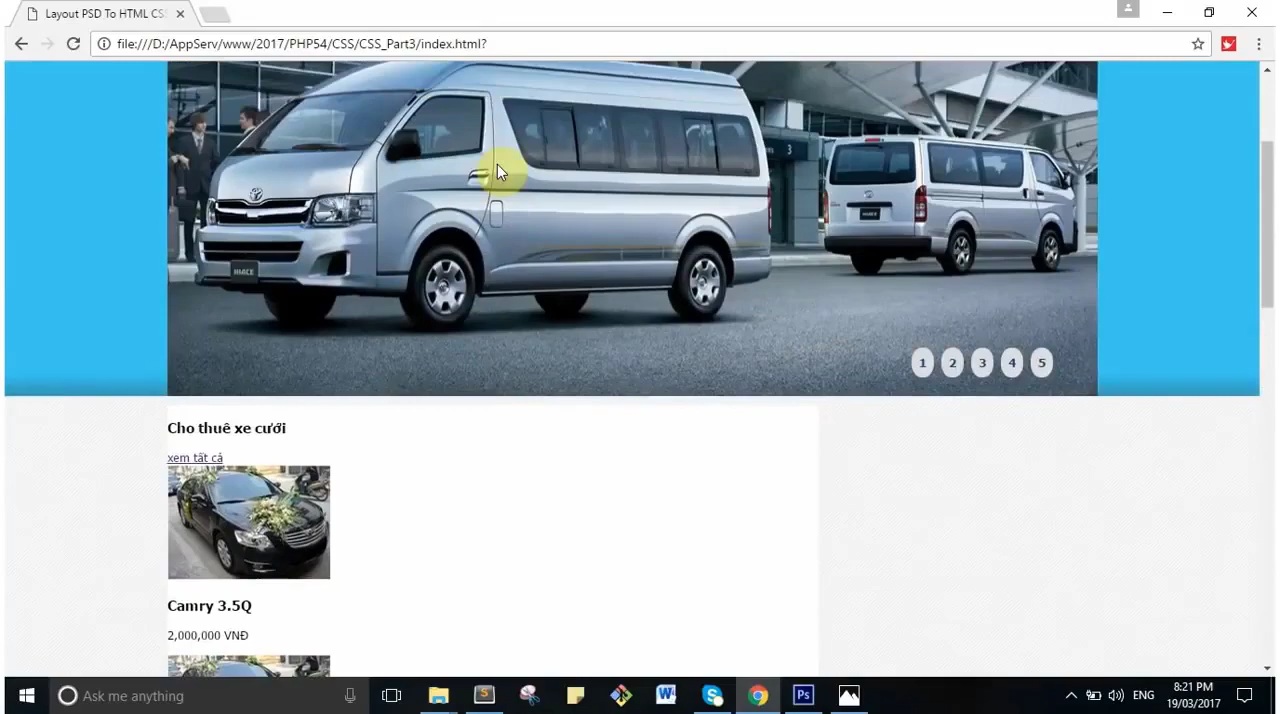 Layout PSD To HTML CS
file:///D:/AppServ/www/2017/PHP54/CSS/CSS_Part3/index.html?
3
HIACE
1 2 3 4 5
Cho thuê xe cưới
xem tất cả
Camry 3.5Q
2,000,000 VNĐ
Ask me anything
ENG
8:21 PM
19/03/2017